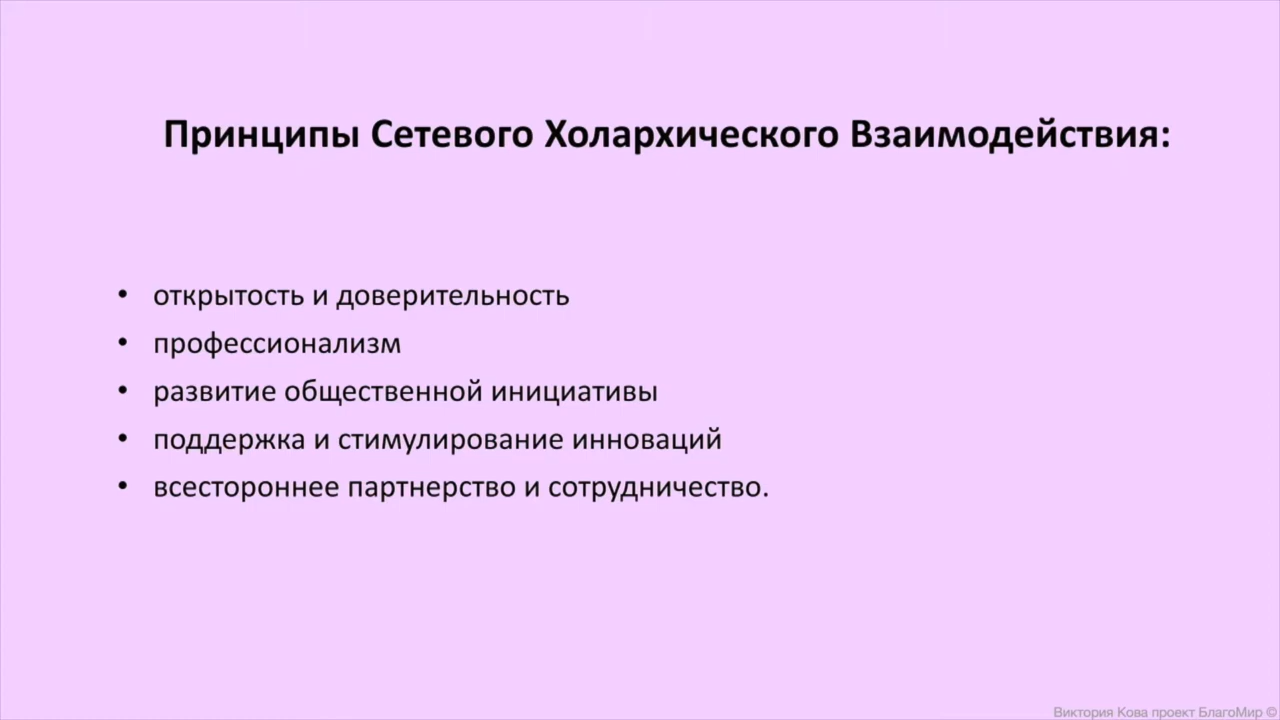 Принципы Сетевого Холархического Взаимодействия:
• открытость и доверительность
• профессионализм
• развитие общественной инициативы
• поддержка и стимулирование инноваций
• всестороннее партнерство и сотрудничество.
Виктория Кова проект БлагоМир ©